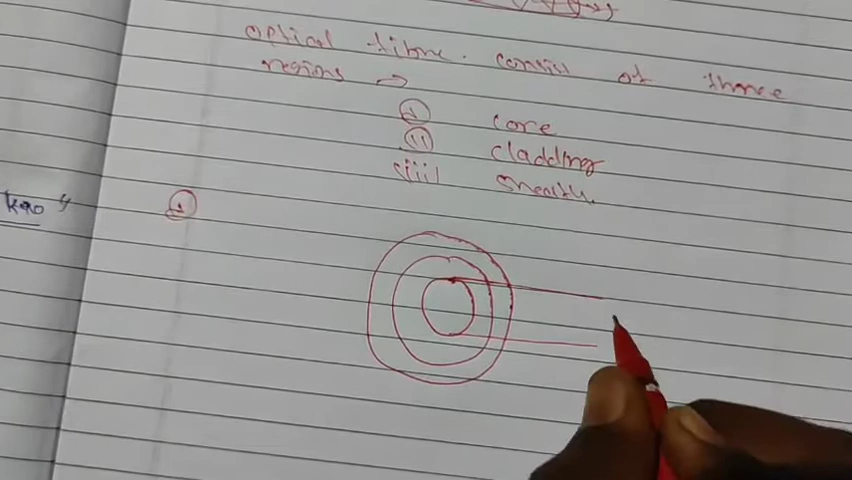 optical fibre. consist of three
regions →
(i) core
(ii) cladding
(iii) sheath.
(i)